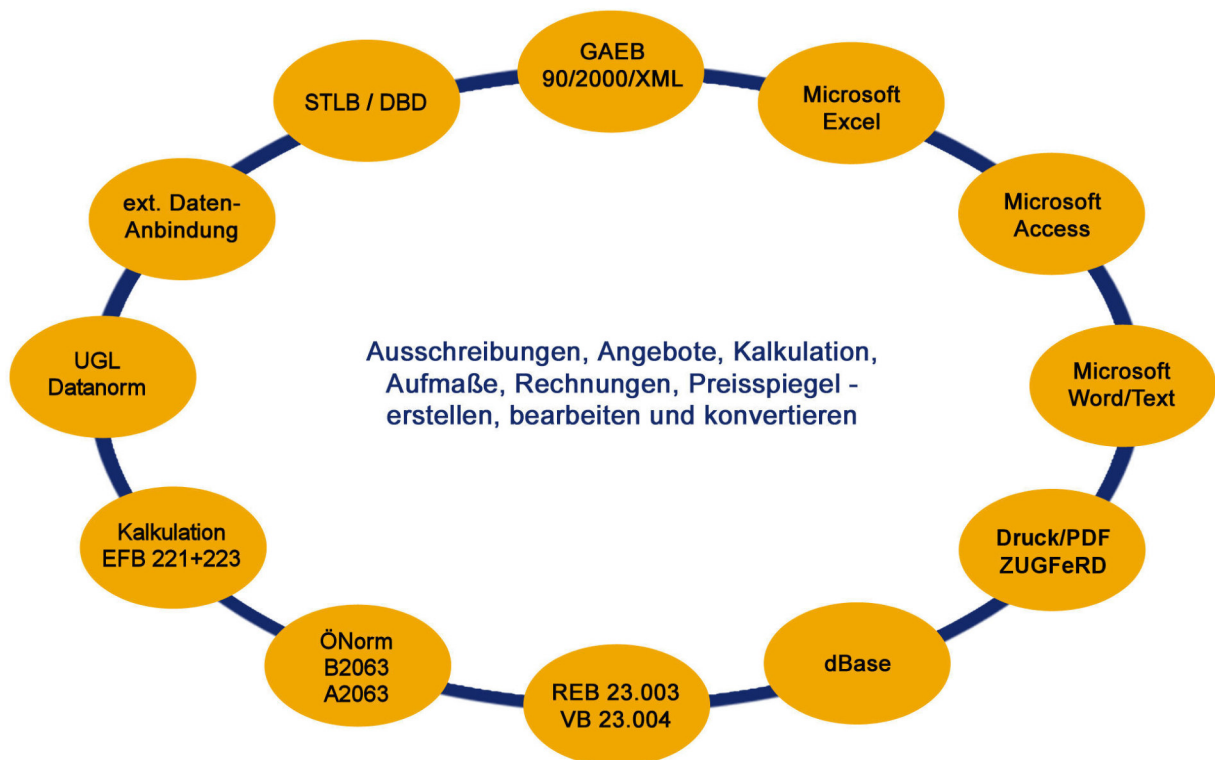 GAEB
90/2000/XML
Microsoft
Excel
Microsoft
Access
Microsoft
Word/Text
Druck/PDF
ZUGFeRD
dBase
REB 23.003
VB 23.004
ÖNorm
B2063
A2063
Kalkulation
EFB 221+223
UGL
Datanorm
ext. Daten-
Anbindung
STLB / DBD
Ausschreibungen, Angebote, Kalkulation,
Aufmaße, Rechnungen, Preisspiegel -
erstellen, bearbeiten und konvertieren